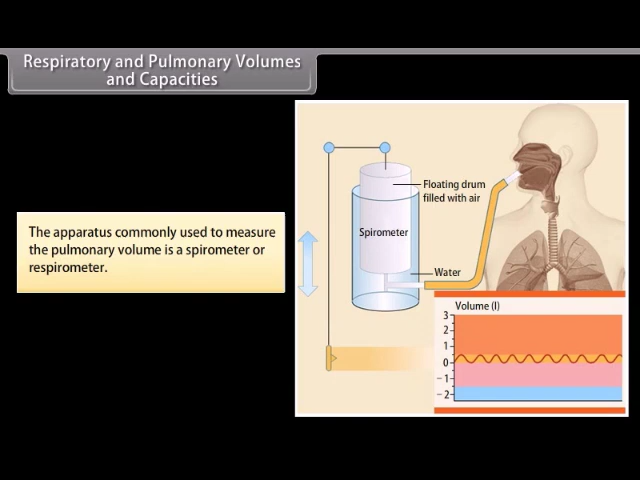 Respiratory and Pulmonary Volumes
and Capacities
The apparatus commonly used to measure
the pulmonary volume is a spirometer or
respirometer.
Floating drum
filled with air
Spirometer
Water
Volume (l)
3
2
1
0
-1
-2